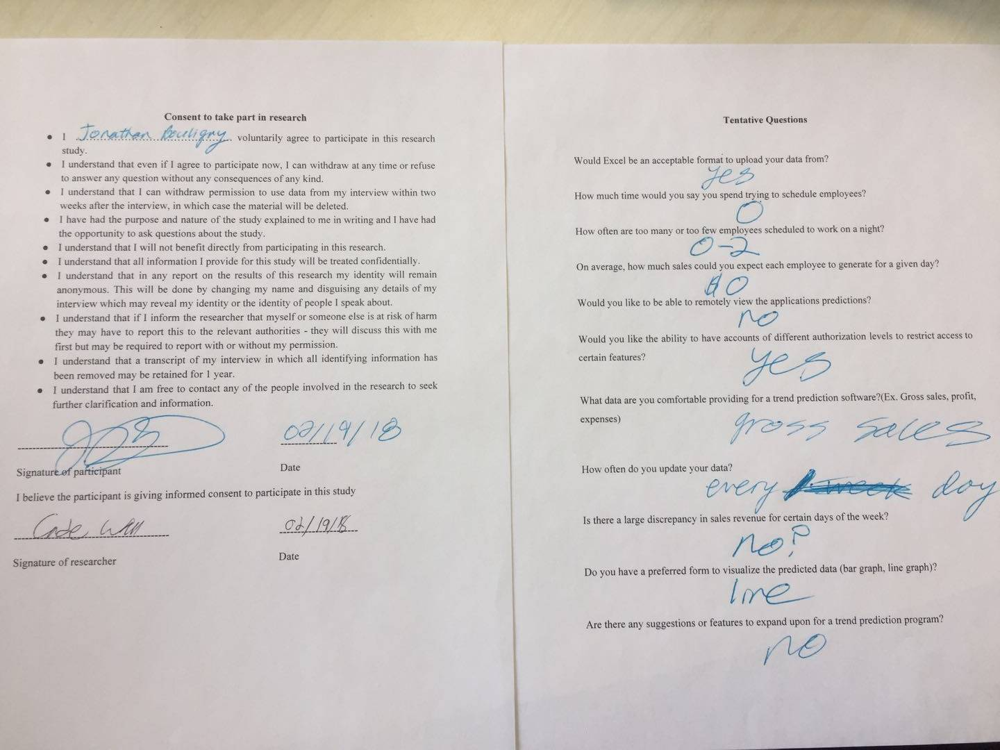 Consent to take part in research
• I Jonathan Bouligny voluntarily agree to participate in this research
study.
• I understand that even if I agree to participate now, I can withdraw at any time or refuse
to answer any question without any consequences of any kind.
• I understand that I can withdraw permission to use data from my interview within two
weeks after the interview, in which case the material will be deleted.
• I have had the purpose and nature of the study explained to me in writing and I have had
the opportunity to ask questions about the study.
• I understand that I will not benefit directly from participating in this research.
• I understand that all information I provide for this study will be treated confidentially.
• I understand that in any report on the results of this research my identity will remain
anonymous. This will be done by changing my name and disguising any details of my
interview which may reveal my identity or the identity of people I speak about.
• I understand that if I inform the researcher that myself or someone else is at risk of harm
they may have to report this to the relevant authorities - they will discuss this with me
first but may be required to report with or without my permission.
• I understand that a transcript of my interview in which all identifying information has
been removed may be retained for 1 year.
• I understand that I am free to contact any of the people involved in the research to seek
further clarification and information.
02/19/18
Signature of participant Date
I believe the participant is giving informed consent to participate in this study
Cade 02/19/18
Signature of researcher Date
Tentative Questions
Would Excel be an acceptable format to upload your data from?
yes
How much time would you say you spend trying to schedule employees?
0
How often are too many or too few employees scheduled to work on a night?
0-2
On average, how much sales could you expect each employee to generate for a given day?
$0
Would you like to be able to remotely view the applications predictions?
no
Would you like the ability to have accounts of different authorization levels to restrict access to
certain features?
yes
What data are you comfortable providing for a trend prediction software?(Ex. Gross sales, profit,
expenses)
gross sales
How often do you update your data?
every day
Is there a large discrepancy in sales revenue for certain days of the week?
no?
Do you have a preferred form to visualize the predicted data (bar graph, line graph)?
line
Are there any suggestions or features to expand upon for a trend prediction program?
no